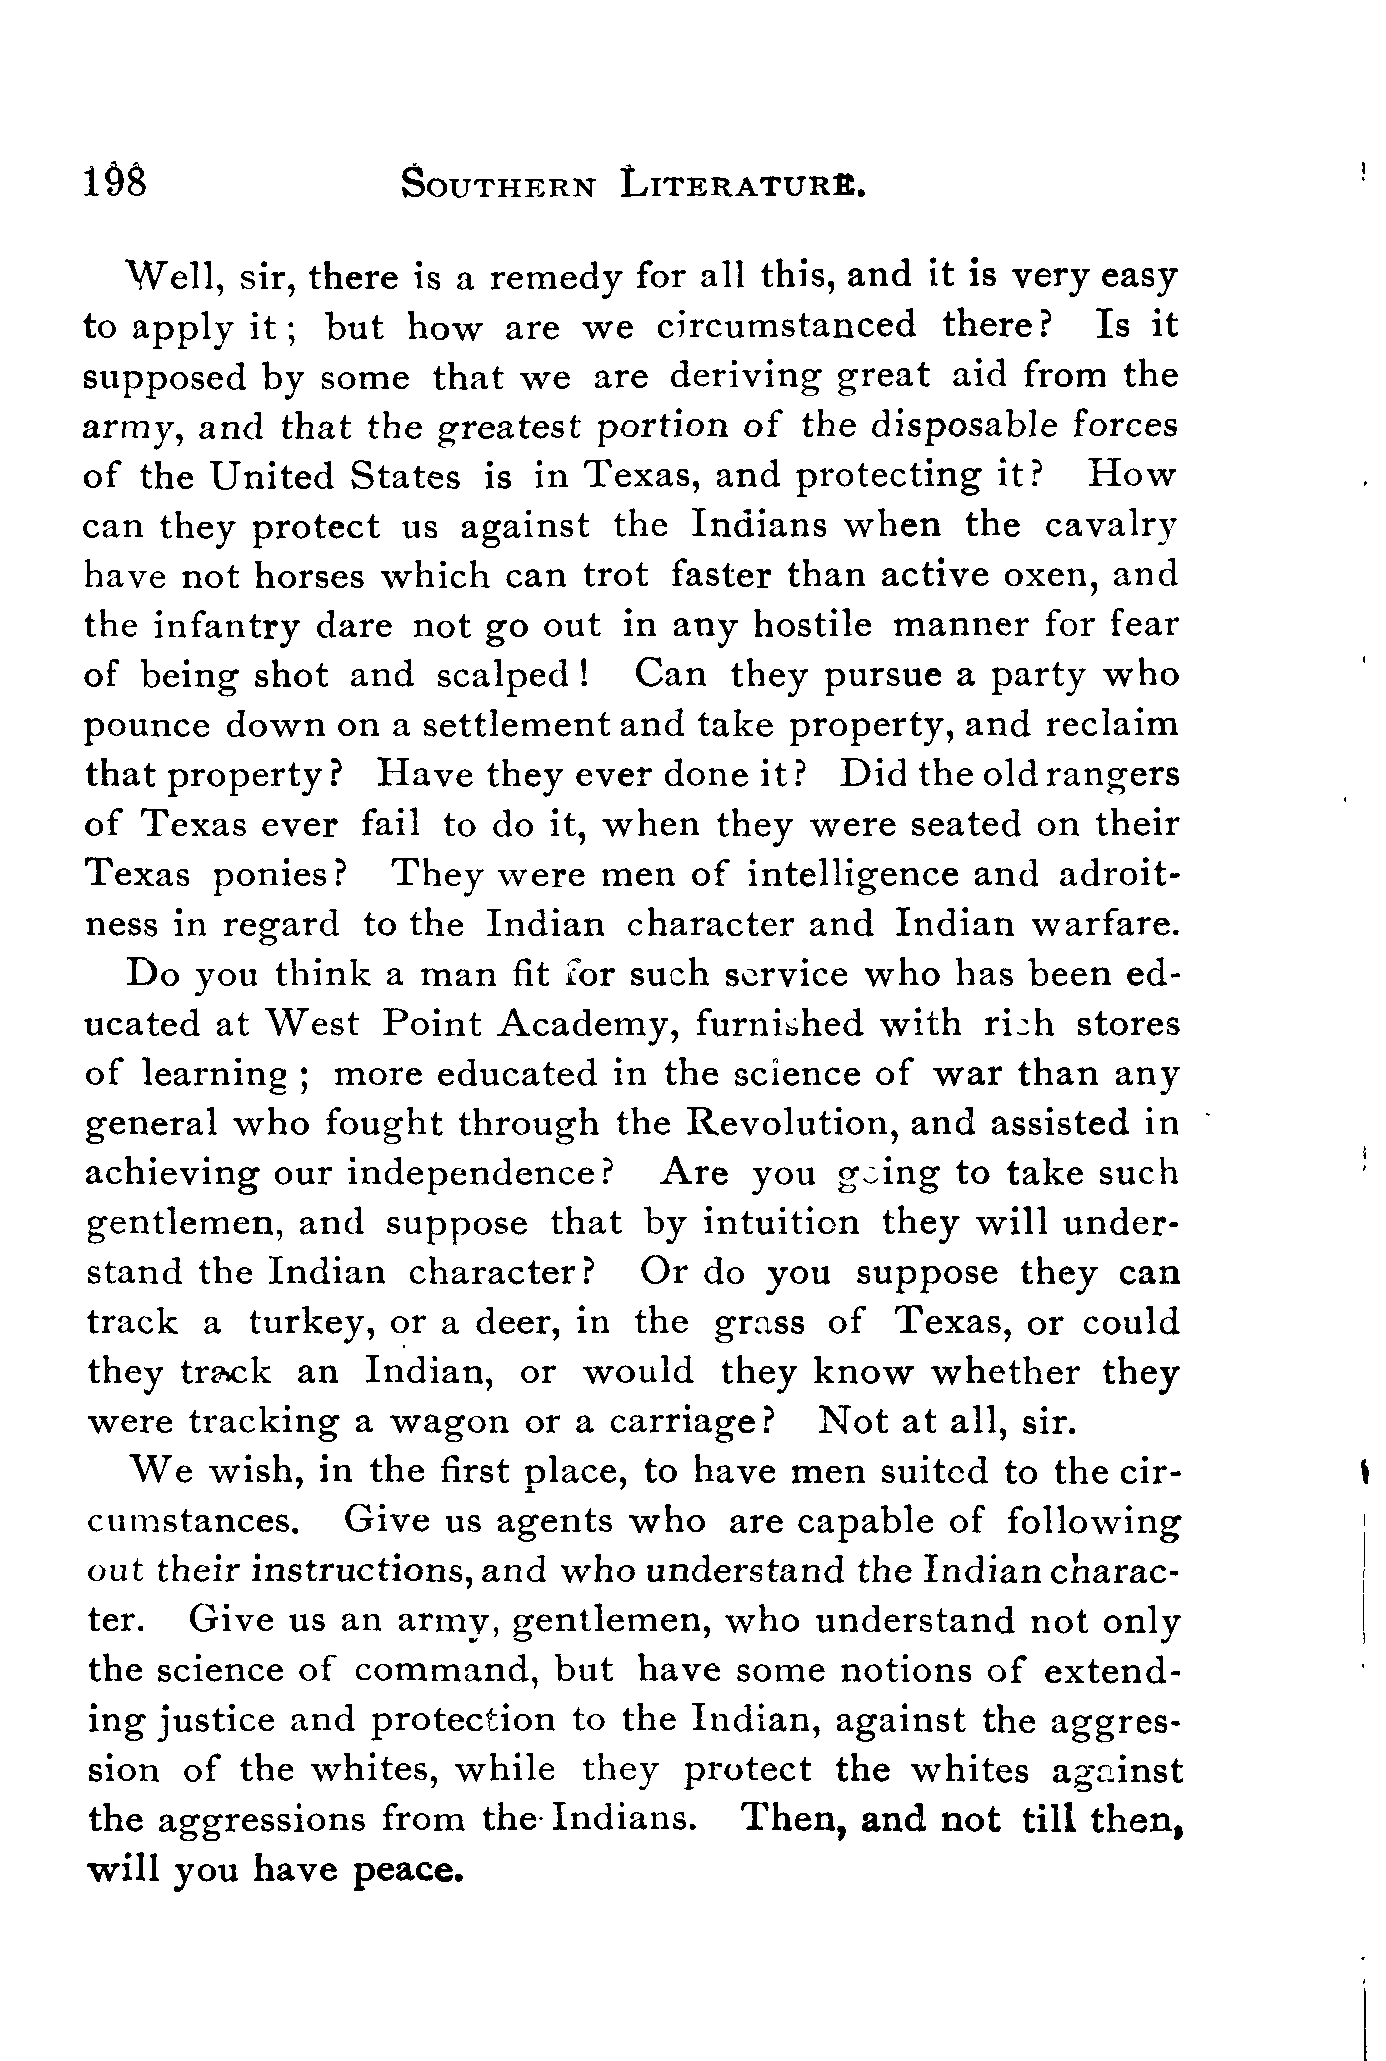 198 SOUTHERN LITERATURE.
Well, sir, there is a remedy for all this, and it is very easy
to apply it ; but how are we circumstanced there? Is it
supposed by some that we are deriving great aid from the
army, and that the greatest portion of the disposable forces
of the United States is in Texas, and protecting it? How
can they protect us against the Indians when the cavalry
have not horses which can trot faster than active oxen, and
the infantry dare not go out in any hostile manner for fear
of being shot and scalped ! Can they pursue a party who
pounce down on a settlement and take property, and reclaim
that property? Have they ever done it? Did the old rangers
of Texas ever fail to do it, when they were seated on their
Texas ponies? They were men of intelligence and adroit-
ness in regard to the Indian character and Indian warfare.
Do you think a man fit for such service who has been ed-
ucated at West Point Academy, furnished with rich stores
of learning ; more educated in the science of war than any
general who fought through the Revolution, and assisted in
achieving our independence? Are you going to take such
gentlemen, and suppose that by intuition they will under-
stand the Indian character? Or do you suppose they can
track a turkey, or a deer, in the grass of Texas, or could
they track an Indian, or would they know whether they
were tracking a wagon or a carriage? Not at all, sir.
We wish, in the first place, to have men suited to the cir-
cumstances. Give us agents who are capable of following
out their instructions, and who understand the Indian charac-
ter. Give us an army, gentlemen, who understand not only
the science of command, but have some notions of extend-
ing justice and protection to the Indian, against the aggres-
sion of the whites, while they protect the whites against
the aggressions from the Indians. Then, and not till then,
will you have peace.